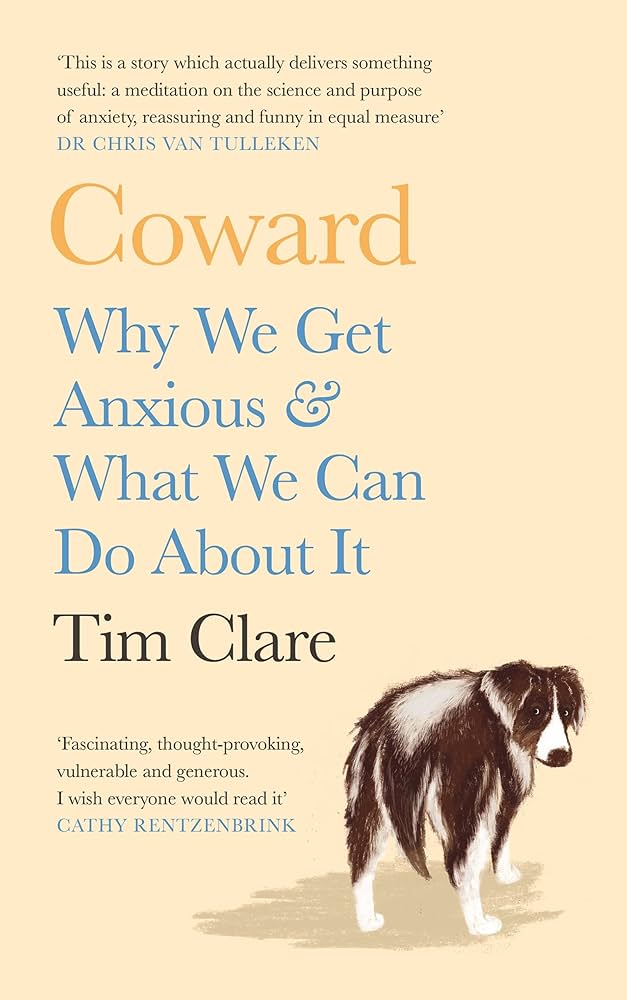 ‘This is a story which actually delivers something
useful: a meditation on the science and purpose
of anxiety, reassuring and funny in equal measure’
DR CHRIS VAN TULLEKEN
Coward
Why We Get
Anxious &
What We Can
Do About It
Tim Clare
‘Fascinating, thought-provoking,
vulnerable and generous.
I wish everyone would read it’
CATHY RENTZENBRINK